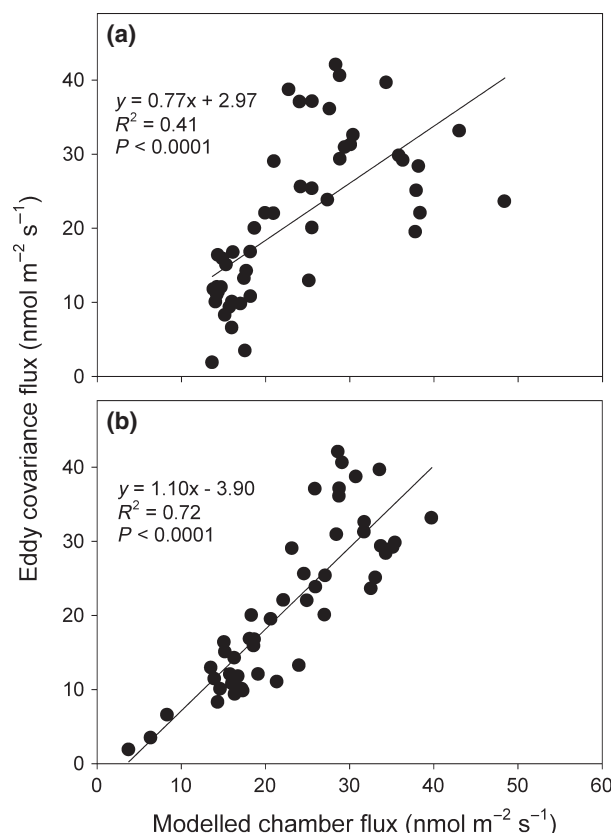 (a)
y = 0.77x + 2.97
R² = 0.41
P < 0.0001
40
30
20
10
0
Eddy covariance flux (nmol m⁻² s⁻¹)
(b)
y = 1.10x - 3.90
R² = 0.72
P < 0.0001
40
30
20
10
0
0 10 20 30 40 50 60
Modelled chamber flux (nmol m⁻² s⁻¹)